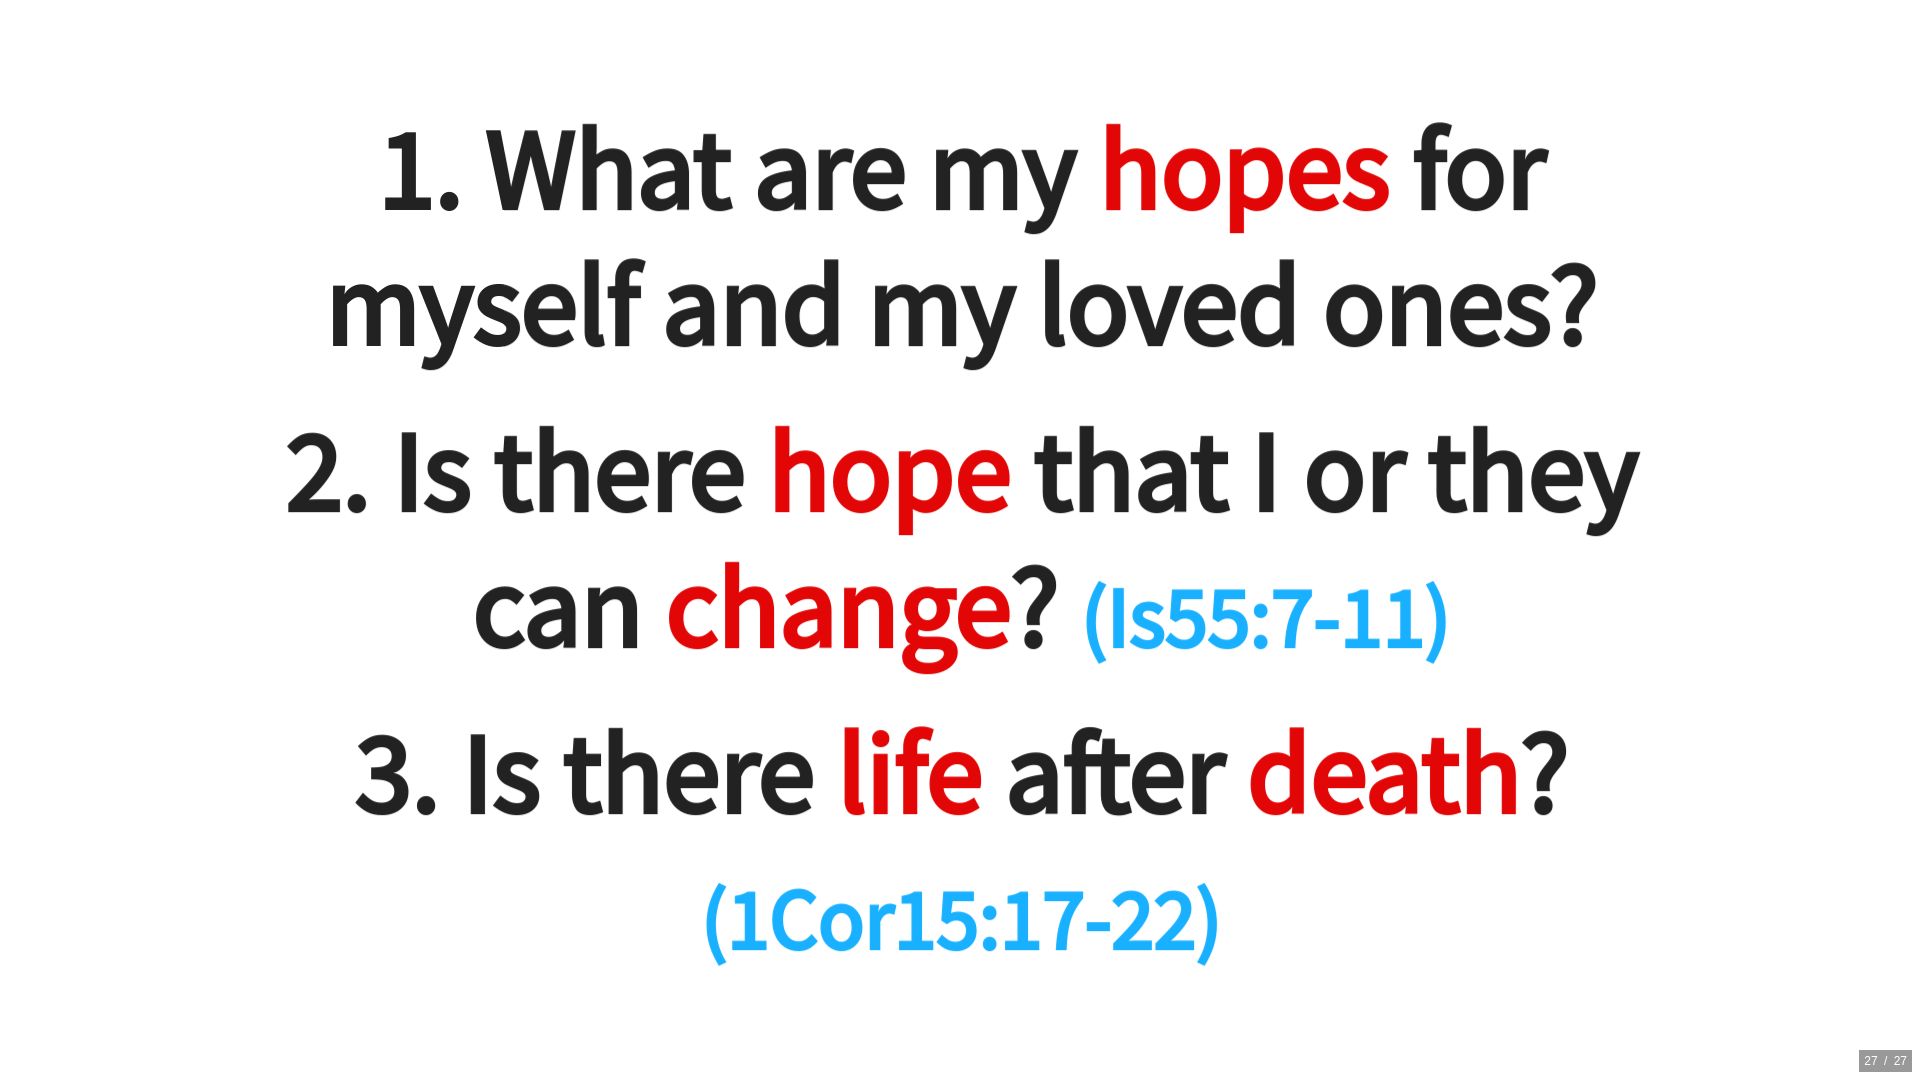 1. What are my hopes for
myself and my loved ones?
2. Is there hope that I or they
can change? (Is55:7-11)
3. Is there life after death?
(1Cor15:17-22)
27 / 27